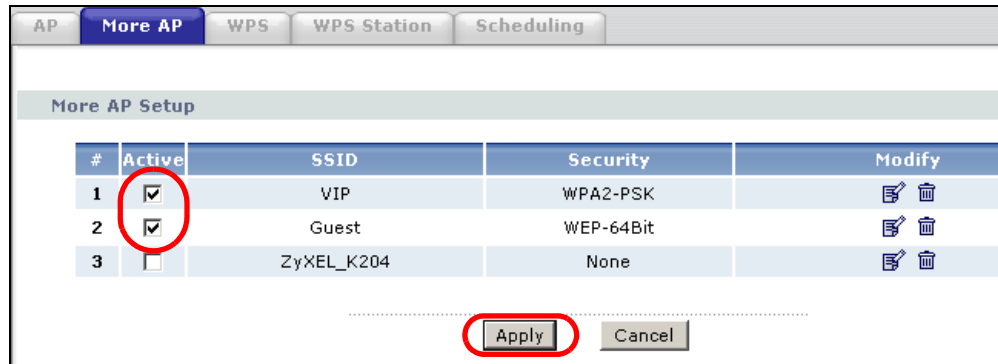 AP More AP WPS WPS Station Scheduling
More AP Setup
# Active SSID Security Modify
1 VIP WPA2-PSK
2 Guest WEP-64Bit
3 ZyXEL_K204 None
Apply Cancel